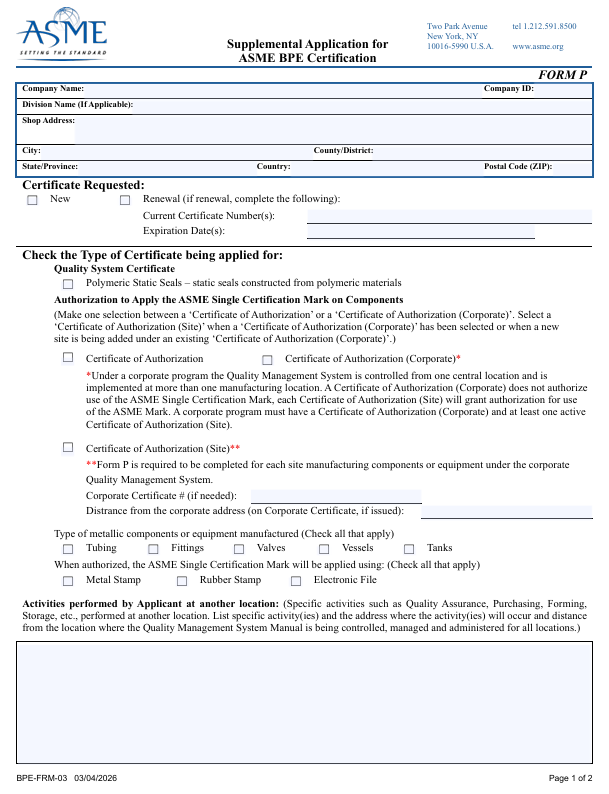 ASME
SETTING THE STANDARD
Supplemental Application for
ASME BPE Certification
Two Park Avenue
New York, NY
10016-5990 U.S.A.
tel 1.212.591.8500
www.asme.org
FORM P
Company Name: Company ID:
Division Name (If Applicable):
Shop Address:
City: County/District:
State/Province: Country: Postal Code (ZIP):
Certificate Requested:
New Renewal (if renewal, complete the following):
Current Certificate Number(s):
Expiration Date(s):
Check the Type of Certificate being applied for:
Quality System Certificate
Polymeric Static Seals – static seals constructed from polymeric materials
Authorization to Apply the ASME Single Certification Mark on Components
(Make one selection between a ‘Certificate of Authorization’ or a ‘Certificate of Authorization (Corporate)’. Select a
‘Certificate of Authorization (Site)’ when a ‘Certificate of Authorization (Corporate)’ has been selected or when a new
site is being added under an existing ‘Certificate of Authorization (Corporate)’.)
Certificate of Authorization Certificate of Authorization (Corporate)*
*Under a corporate program the Quality Management System is controlled from one central location and is
implemented at more than one manufacturing location. A Certificate of Authorization (Corporate) does not authorize
use of the ASME Single Certification Mark, each Certificate of Authorization (Site) will grant authorization for use
of the ASME Mark. A corporate program must have a Certificate of Authorization (Corporate) and at least one active
Certificate of Authorization (Site).
Certificate of Authorization (Site)**
**Form P is required to be completed for each site manufacturing components or equipment under the corporate
Quality Management System.
Corporate Certificate # (if needed):
Distance from the corporate address (on Corporate Certificate, if issued):
Type of metallic components or equipment manufactured (Check all that apply)
Tubing Fittings Valves Vessels Tanks
When authorized, the ASME Single Certification Mark will be applied using: (Check all that apply)
Metal Stamp Rubber Stamp Electronic File
Activities performed by Applicant at another location: (Specific activities such as Quality Assurance, Purchasing, Forming,
Storage, etc., performed at another location. List specific activity(ies) and the address where the activity(ies) will occur and distance
from the location where the Quality Management System Manual is being controlled, managed and administered for all locations.)
BPE-FRM-03 03/04/2026 Page 1 of 2